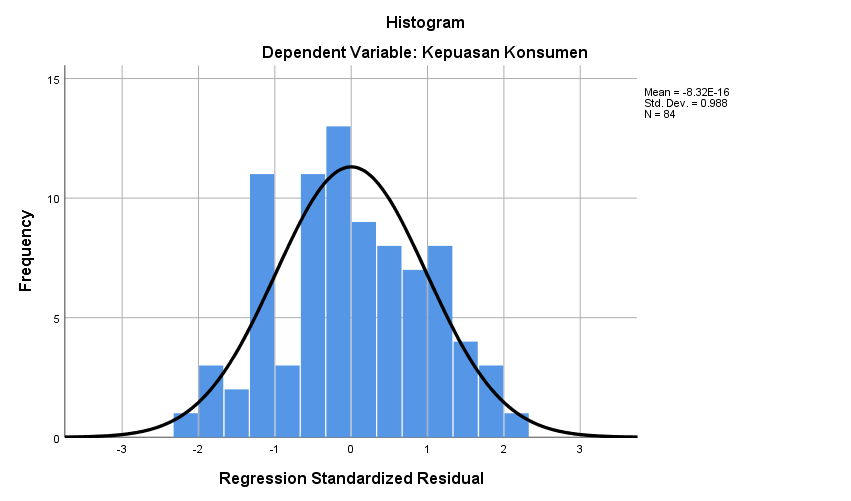 Histogram
Dependent Variable: Kepuasan Konsumen
Mean = -8.32E-16
Std. Dev. = 0.988
N = 84
Frequency
15
10
5
0
-3 -2 -1 0 1 2 3
Regression Standardized Residual